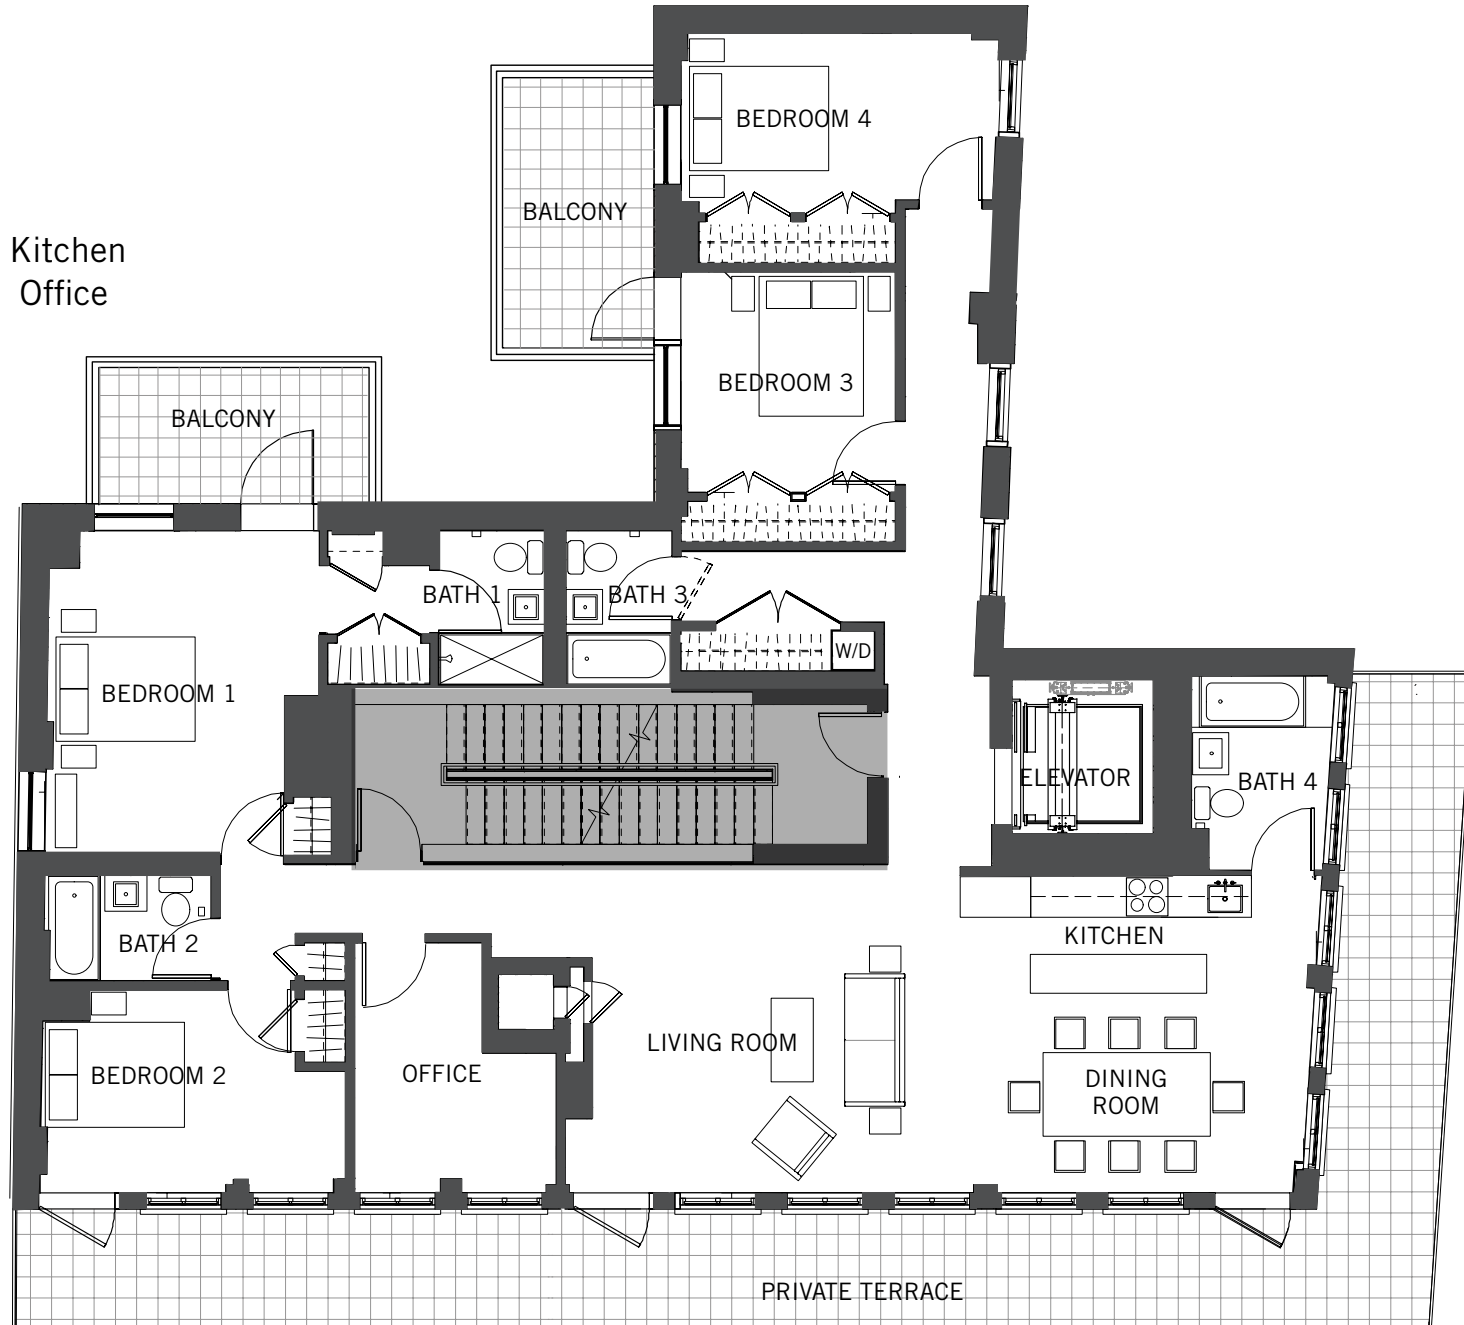 BEDROOM 4
BALCONY
Kitchen
Office
BEDROOM 3
BALCONY
BATH 1
BATH 3
W/D
BEDROOM 1
ELEVATOR
BATH 4
BATH 2
KITCHEN
LIVING ROOM
BEDROOM 2
OFFICE
DINING
ROOM
PRIVATE TERRACE